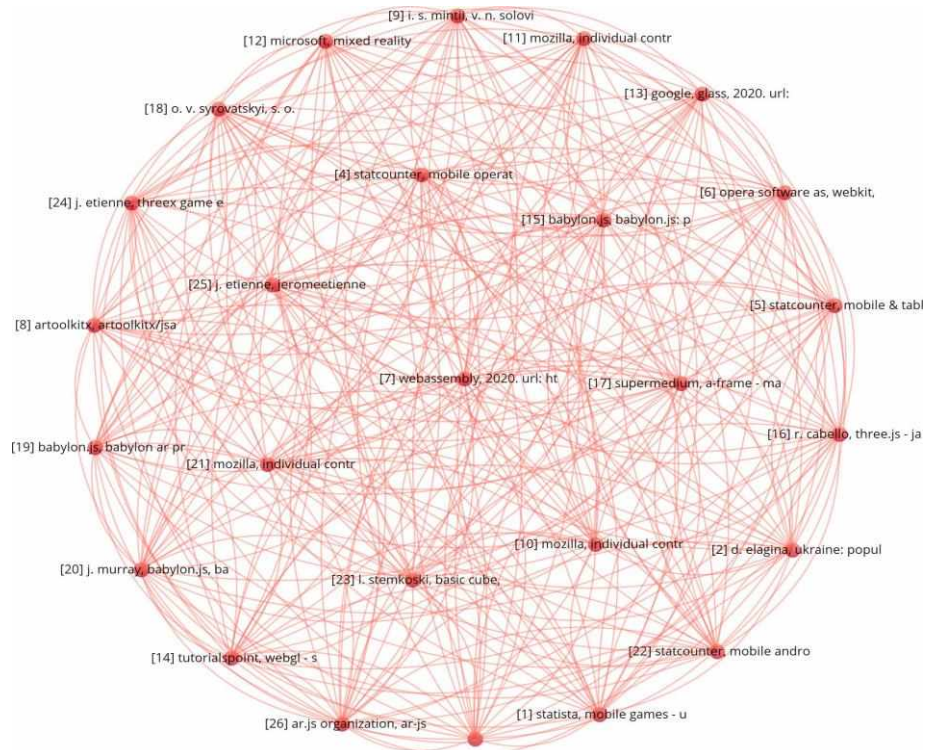 [9] i. s. mintii, v. n. solovi
[12] microsoft, mixed reality
[11] mozilla, individual contr
[13] google, glass, 2020. url:
[18] o. v. syrovatskyi, s. o.
[4] statcounter, mobile operat
[6] opera software as, webkit,
[24] j. etienne, threex game e
[15] babylon.js, babylon.js: p
[25] j. etienne, jeromeetienne
[5] statcounter, mobile & tabl
[8] artoolkitx, artoolkitx/jsa
[7] webassembly, 2020. url: ht
[17] supermedium, a-frame - ma
[16] r. cabello, three.js - ja
[19] babylon.js, babylon ar pr
[21] mozilla, individual contr
[10] mozilla, individual contr
[2] d. elagina, ukraine: popul
[20] j. murray, babylon.js, ba
[23] l. stemkoski, basic cube,
[22] statcounter, mobile andro
[14] tutorialspoint, webgl - s
[1] statista, mobile games - u
[26] ar.js organization, ar-js